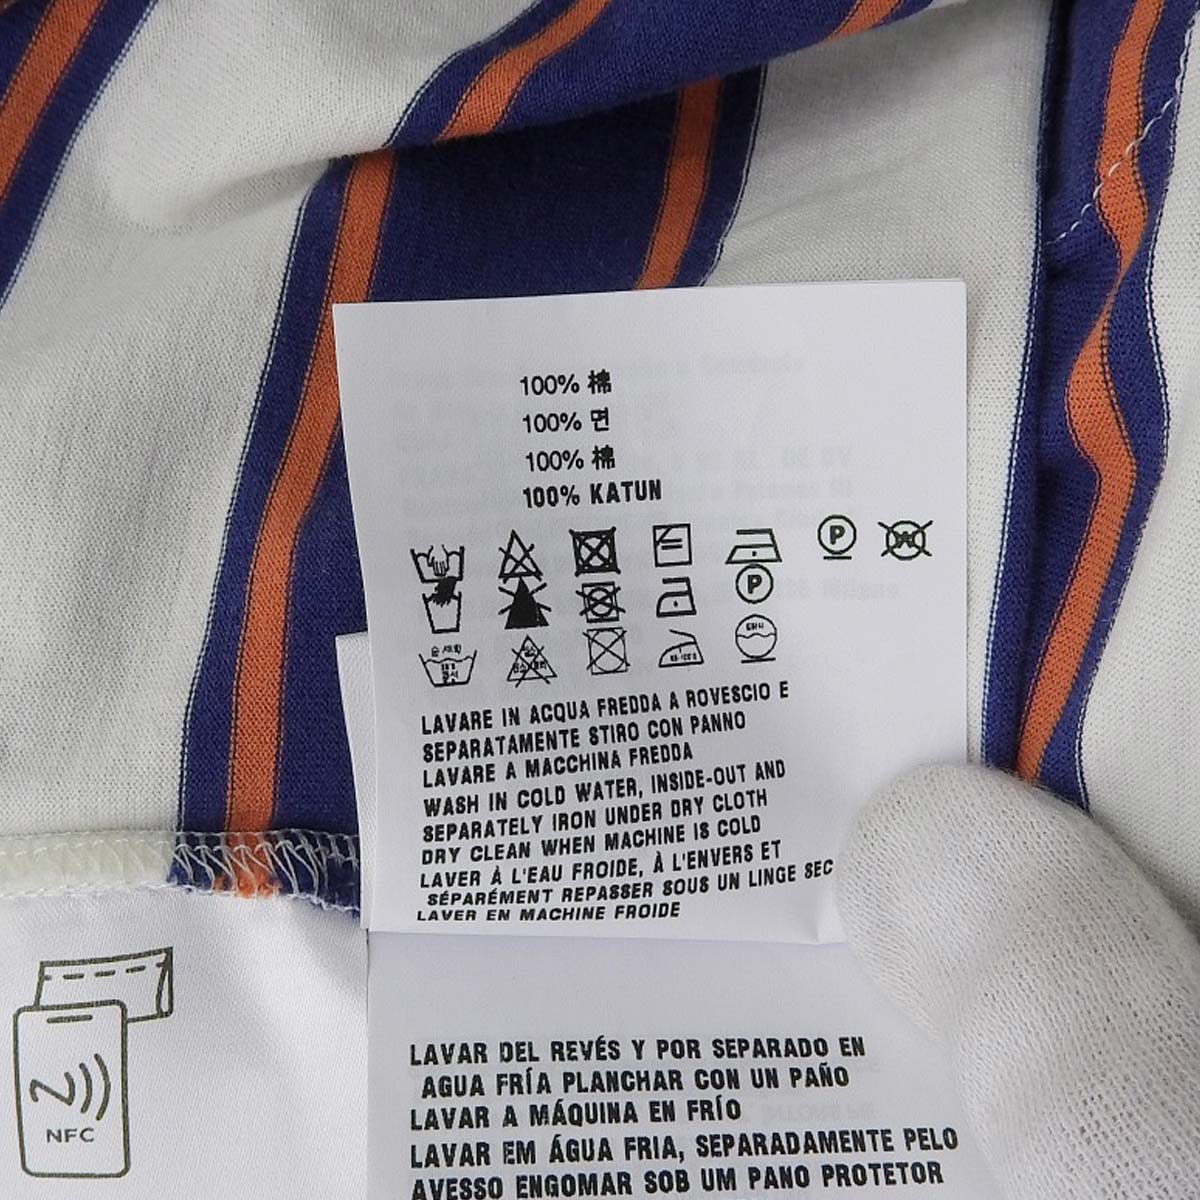 100% 棉
100% 면
100% 棉
100% KATUN
P W
P
LAVARE IN ACQUA FREDDA A ROVESCIO E
SEPARATAMENTE STIRO CON PANNO
LAVARE A MACCHINA FREDDA
WASH IN COLD WATER, INSIDE-OUT AND
SEPARATELY IRON UNDER DRY CLOTH
DRY CLEAN WHEN MACHINE IS COLD
LAVER À L'EAU FROIDE, À L'ENVERS ET
SÉPARÉMENT REPASSER SOUS UN LINGE SEC
LAVER EN MACHINE FROIDE
NFC
LAVAR DEL REVÉS Y POR SEPARADO EN
AGUA FRÍA PLANCHAR CON UN PAÑO
LAVAR A MÁQUINA EN FRÍO
LAVAR EM ÁGUA FRIA, SEPARADAMENTE PELO
AVESSO ENGOMAR SOB UM PANO PROTETOR